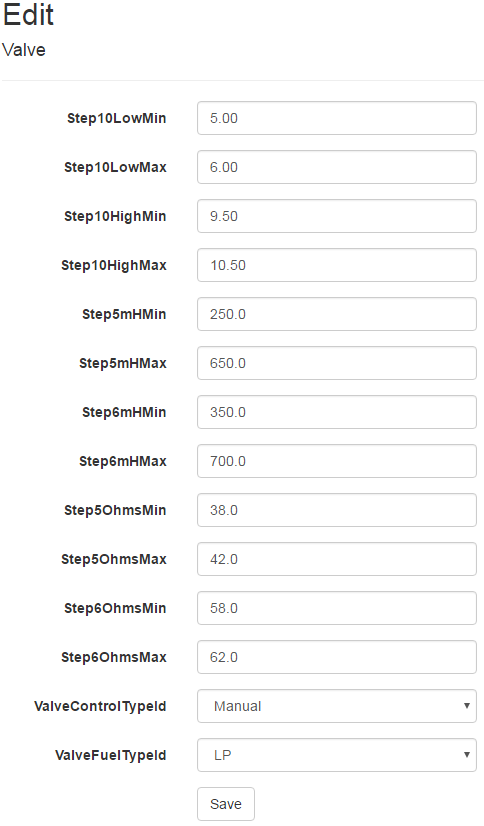 Edit
Valve
Step10LowMin 5.00
Step10LowMax 6.00
Step10HighMin 9.50
Step10HighMax 10.50
Step5mHMin 250.0
Step5mHMax 650.0
Step6mHMin 350.0
Step6mHMax 700.0
Step5OhmsMin 38.0
Step5OhmsMax 42.0
Step6OhmsMin 58.0
Step6OhmsMax 62.0
ValveControlTypeId Manual
ValveFuelTypeId LP
Save